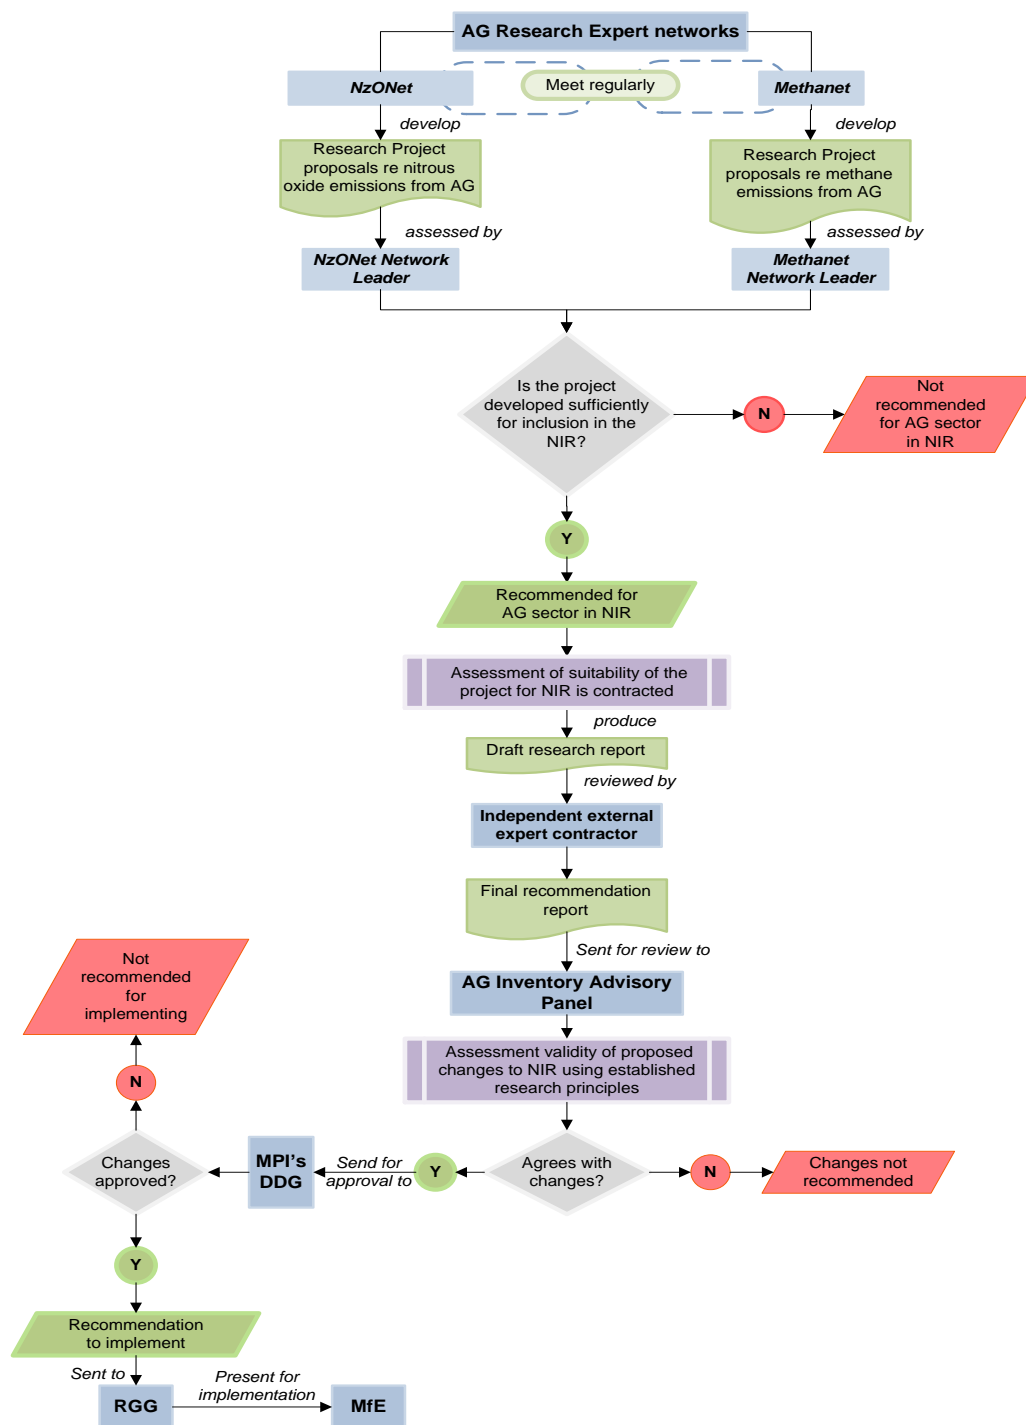 AG Research Expert networks
NzONet
Meet regularly
Methanet
develop
develop
Research Project
proposals re nitrous
oxide emissions from AG
Research Project
proposals re methane
emissions from AG
assessed by
assessed by
NzONet Network
Leader
Methanet
Network Leader
Is the project
developed sufficiently
for inclusion in the
NIR?
N
Not
recommended
for AG sector
in NIR
Y
Recommended for
AG sector in NIR
Assessment of suitability of the
project for NIR is contracted
produce
Draft research report
reviewed by
Independent external
expert contractor
Final recommendation
report
Sent for review to
AG Inventory Advisory
Panel
Assessment validity of proposed
changes to NIR using established
research principles
Agrees with
changes?
N
Changes not
recommended
Y
Send for
approval to
MPI's
DDG
Changes
approved?
N
Not
recommended
for
implementing
Y
Recommendation
to implement
Sent to
RGG
Present for
implementation
MfE